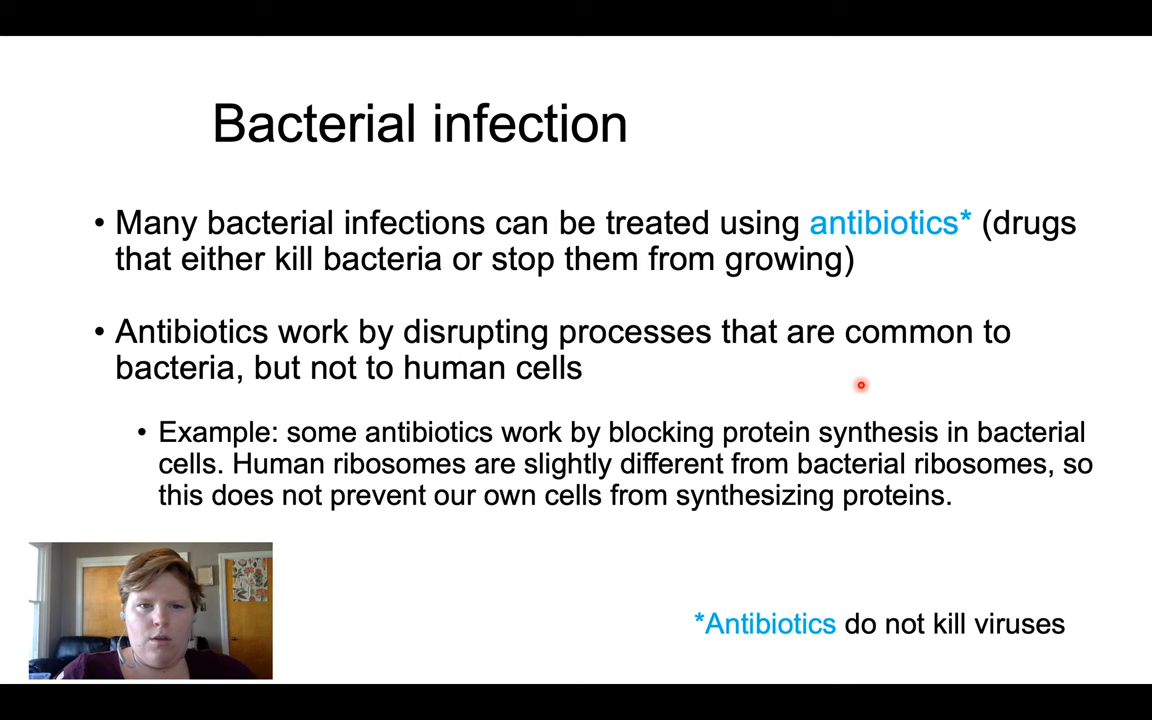 Bacterial infection
• Many bacterial infections can be treated using antibiotics* (drugs
that either kill bacteria or stop them from growing)
• Antibiotics work by disrupting processes that are common to
bacteria, but not to human cells
• Example: some antibiotics work by blocking protein synthesis in bacterial
cells. Human ribosomes are slightly different from bacterial ribosomes, so
this does not prevent our own cells from synthesizing proteins.
*Antibiotics do not kill viruses